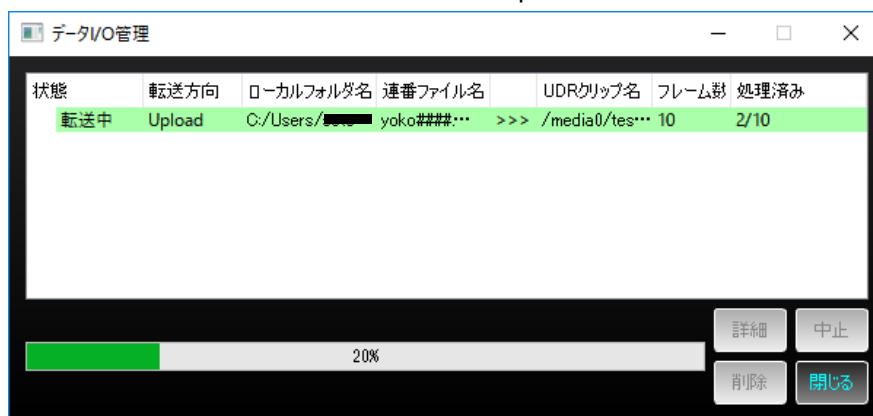 データI/O管理
状態 転送方向 ローカルフォルダ名 連番ファイル名 UDRクリップ名 フレーム数 処理済み
転送中 Upload C:/Users/ yoko####.… >>> /media0/tes… 10 2/10
詳細 中止
20%
削除 閉じる